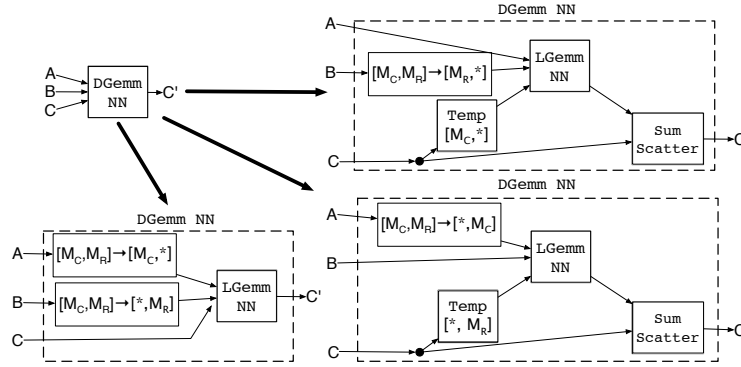 DGemm NN
A
B
C
DGemm
NN
C'
A
B
C
[M_C,M_R]→[M_R,*]
LGemm
NN
Temp
[M_C,*]
Sum
Scatter
C
DGemm NN
A
B
C
[M_C,M_R]→[M_C,*]
[M_C,M_R]→[*,M_R]
LGemm
NN
C'
DGemm NN
A
B
C
[M_C,M_R]→[*,M_C]
LGemm
NN
Temp
[*, M_R]
Sum
Scatter
C